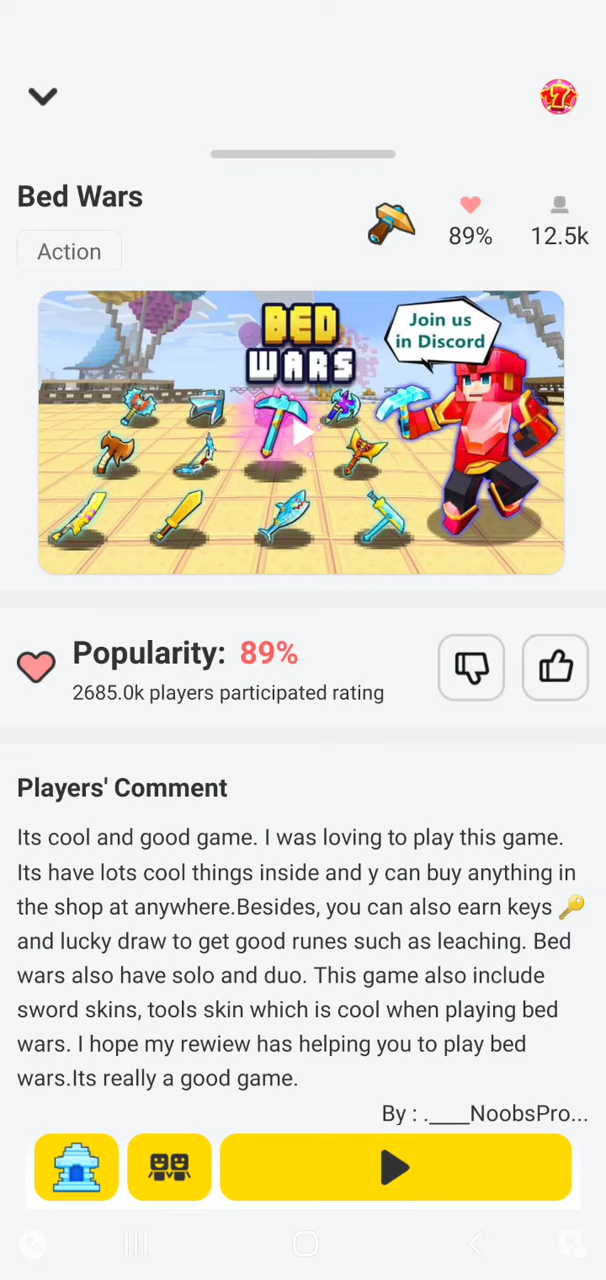 Bed Wars
Action
89%
12.5k
7
BED
WARS
Join us
in Discord
Popularity: 89%
2685.0k players participated rating
Players' Comment
Its cool and good game. I was loving to play this game.
Its have lots cool things inside and y can buy anything in
the shop at anywhere.Besides, you can also earn keys 🔑
and lucky draw to get good runes such as leaching. Bed
wars also have solo and duo. This game also include
sword skins, tools skin which is cool when playing bed
wars. I hope my rewiew has helping you to play bed
wars.Its really a good game.
By : .____NoobsPro...